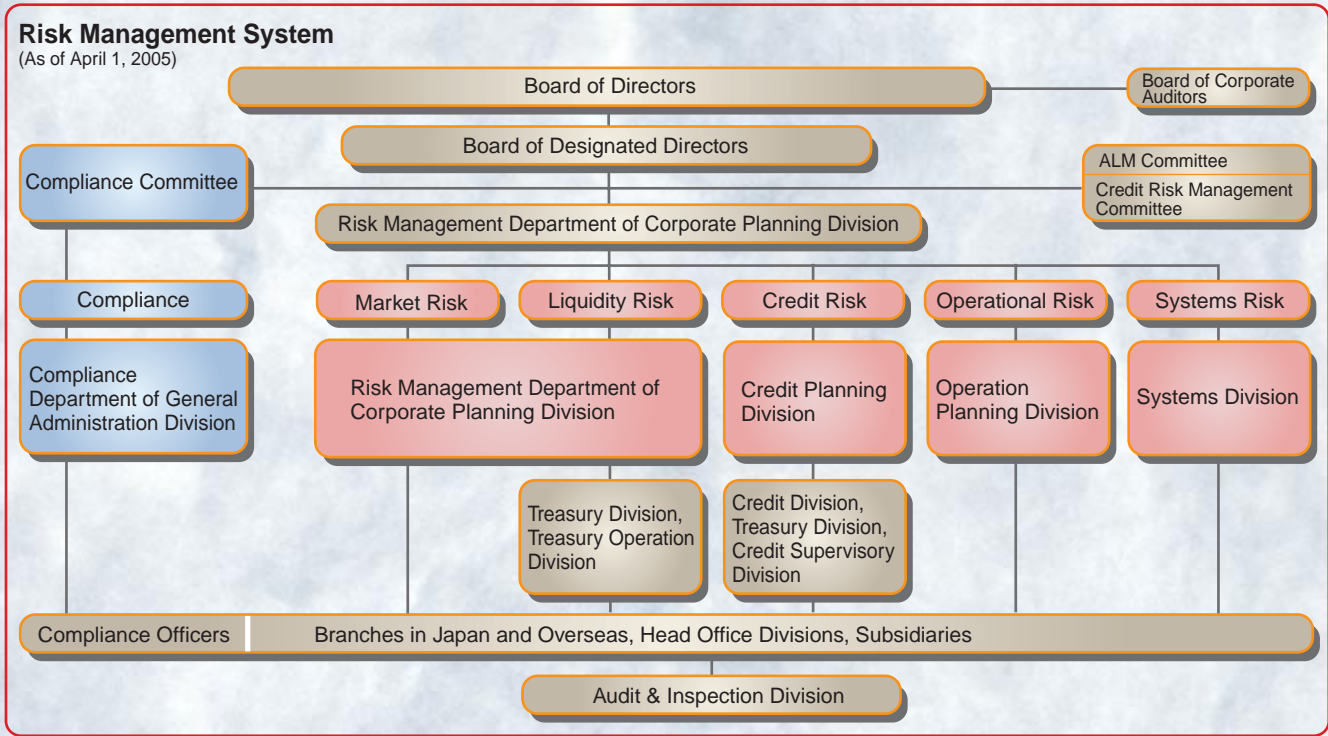 Risk Management System
(As of April 1, 2005)
Board of Directors
Board of Corporate
Auditors
Board of Designated Directors
Compliance Committee
ALM Committee
Credit Risk Management
Committee
Risk Management Department of Corporate Planning Division
Compliance
Market Risk
Liquidity Risk
Credit Risk
Operational Risk
Systems Risk
Compliance
Department of General
Administration Division
Risk Management Department of
Corporate Planning Division
Credit Planning
Division
Operation
Planning Division
Systems Division
Treasury Division,
Treasury Operation
Division
Credit Division,
Treasury Division,
Credit Supervisory
Division
Compliance Officers
Branches in Japan and Overseas, Head Office Divisions, Subsidiaries
Audit & Inspection Division